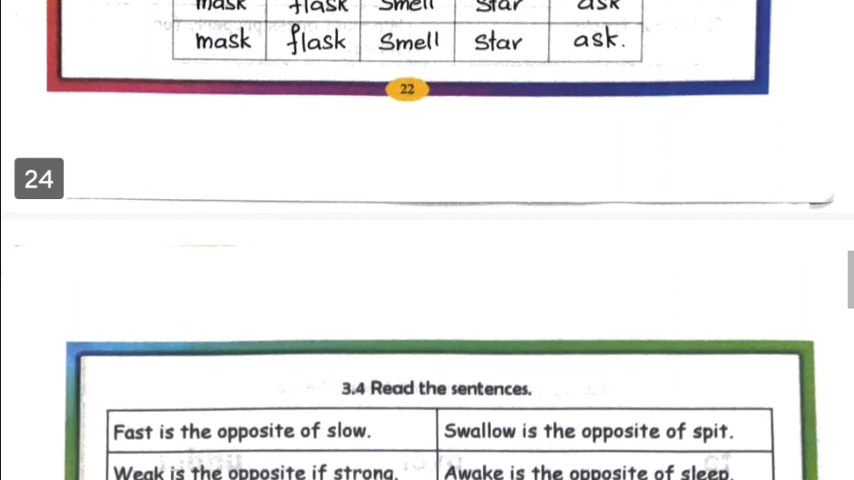 mask flask Smell Star ask
mask flask Smell Star ask.
22
24
3.4 Read the sentences.
Fast is the opposite of slow. Swallow is the opposite of spit.
Weak is the opposite if strong. Awake is the opposite of sleep.